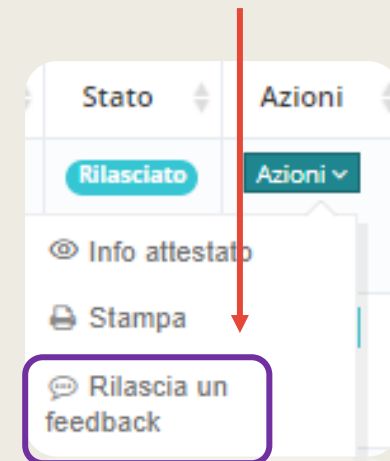 Stato Azioni
Rilasciato Azioni
Info attestato
Stampa
Rilascia un
feedback